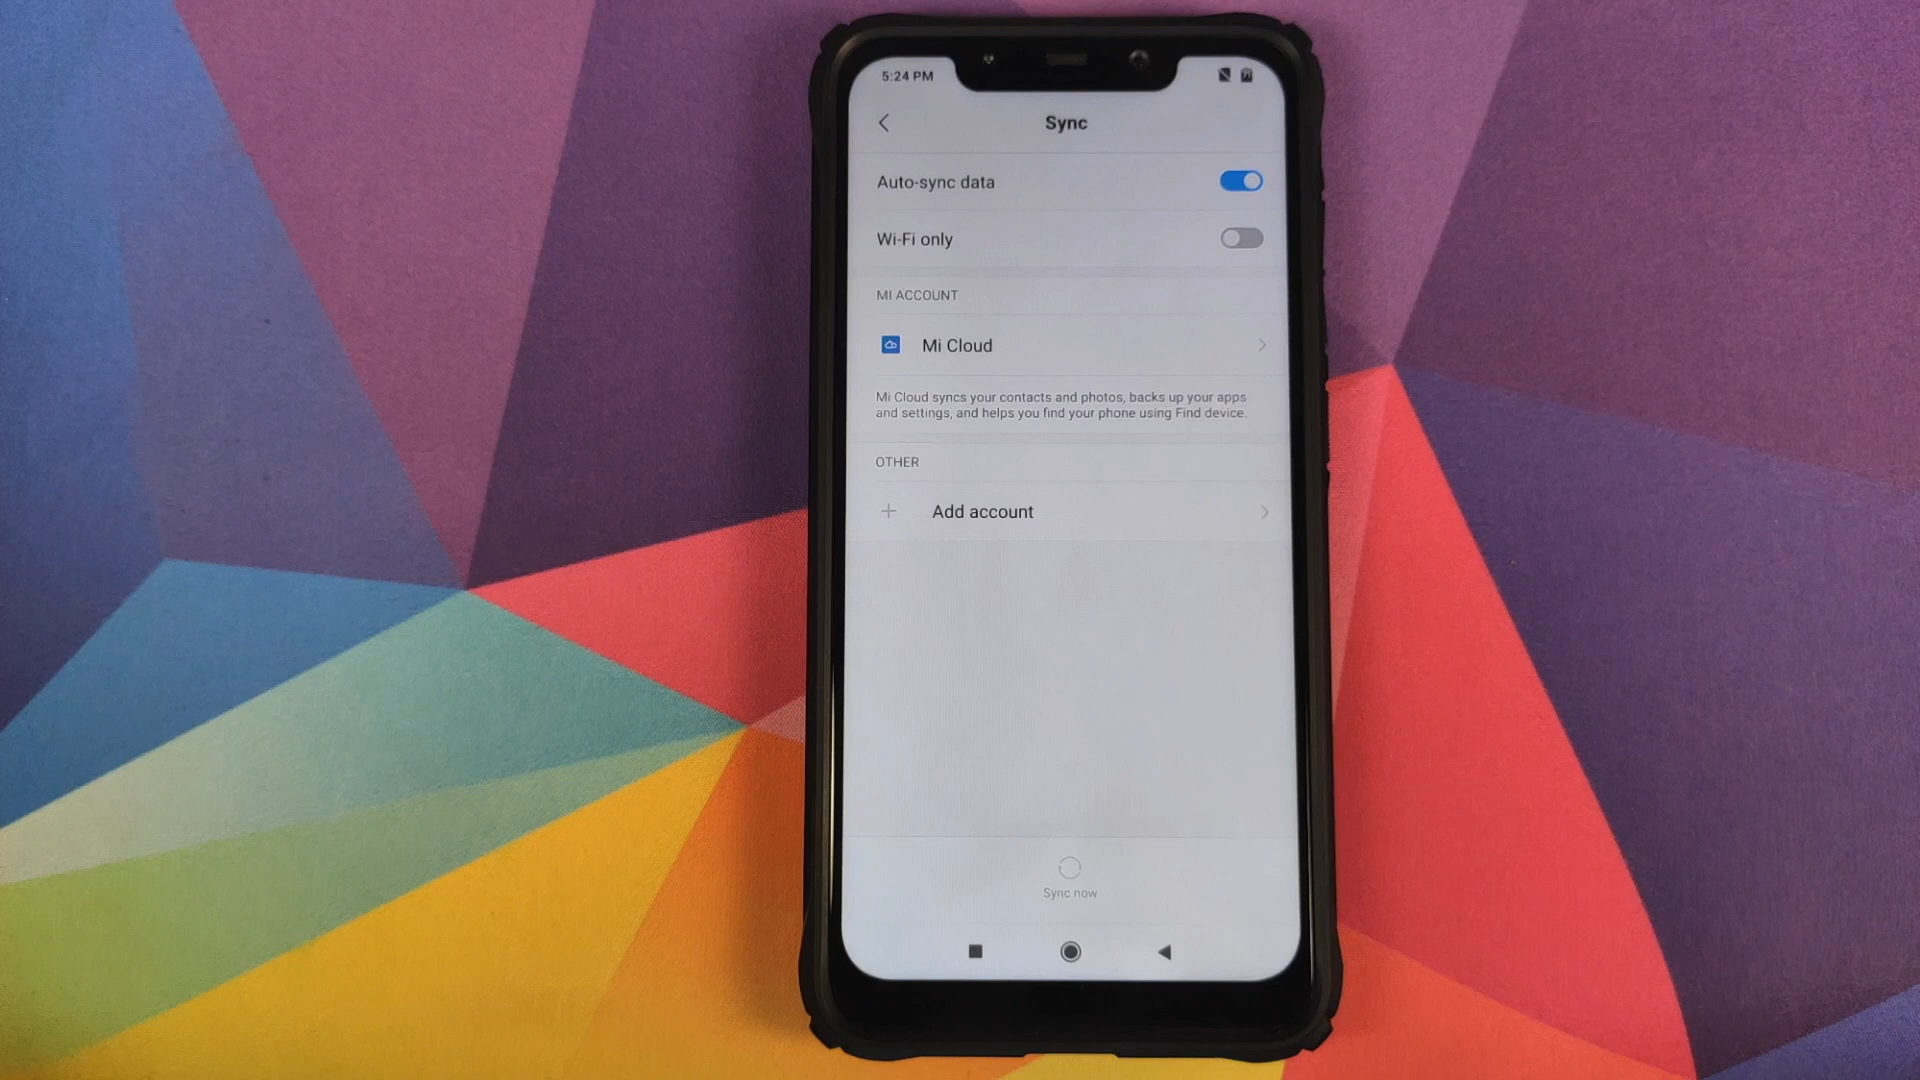 5:24 PM
Sync
Auto-sync data
Wi-Fi only
MI ACCOUNT
Mi Cloud
Mi Cloud syncs your contacts and photos, backs up your apps
and settings, and helps you find your phone using Find device.
OTHER
Add account
Sync now